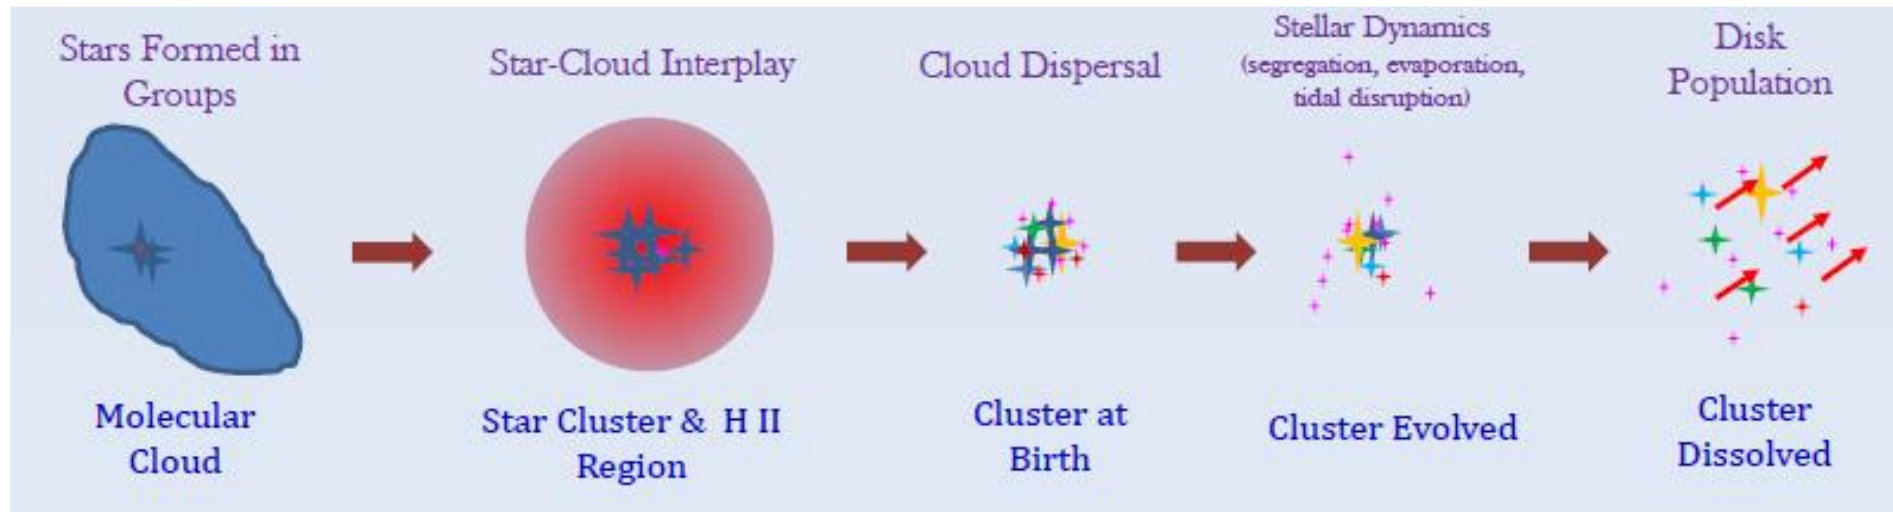 Stars Formed in
Groups
Star-Cloud Interplay
Cloud Dispersal
Stellar Dynamics
(segregation, evaporation,
tidal disruption)
Disk
Population
Molecular
Cloud
Star Cluster & H II
Region
Cluster at
Birth
Cluster Evolved
Cluster
Dissolved